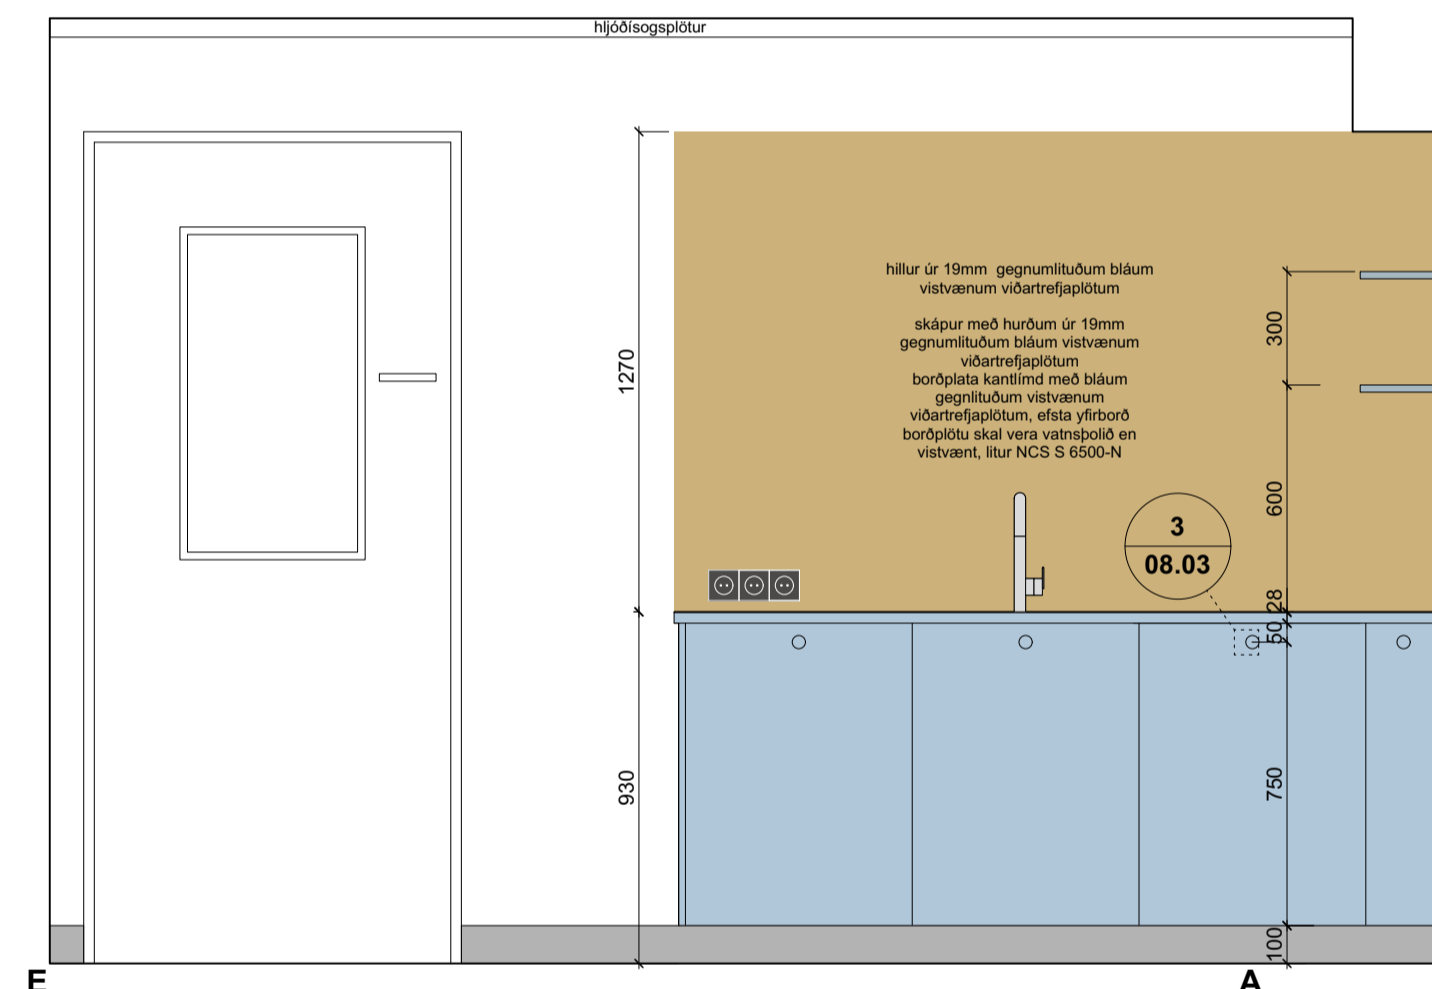 hljóðísogsplötur
hillur úr 19mm gegnumlituðum bláum
vistvænum viðartrefjaplötum
skápur með hurðum úr 19mm
gegnumlituðum bláum vistvænum
viðartrefjaplötum
borðplata kantlímd með bláum
gegnlituðum vistvænum
viðartrefjaplötum, efsta yfirborð
borðplötu skal vera vatnsþolið en
vistvænt, litur NCS S 6500-N
1270
300
600
3
08.03
28
50
930
750
100
E
A